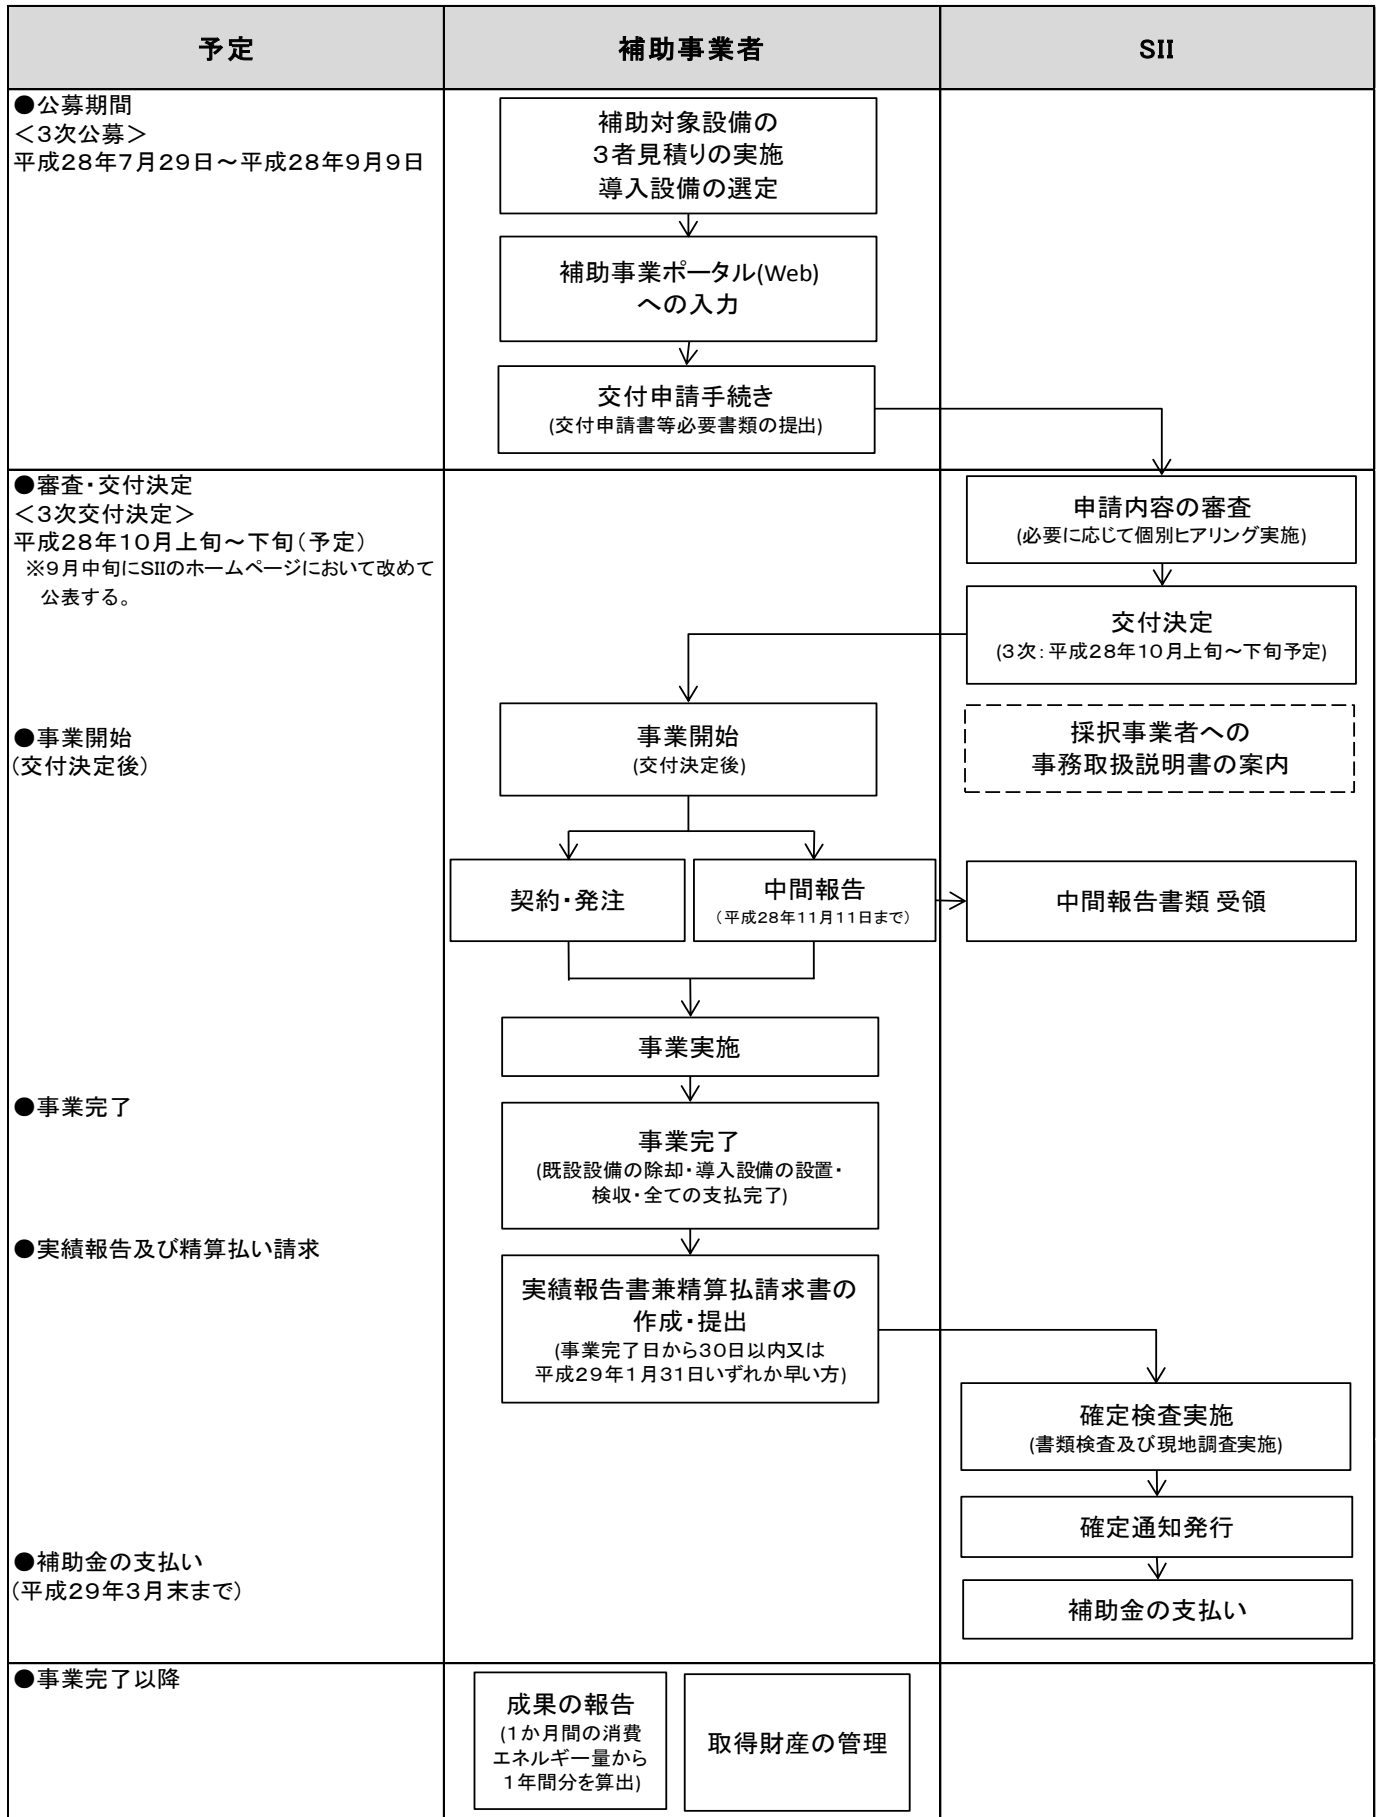 予定
補助事業者
SII
●公募期間
<3次公募>
平成28年7月29日～平成28年9月9日
補助対象設備の
3者見積りの実施
導入設備の選定
補助事業ポータル(Web)
への入力
交付申請手続き
(交付申請書等必要書類の提出)
●審査・交付決定
<3次交付決定>
平成28年10月上旬～下旬(予定)
※9月中旬にSIIのホームページにおいて改めて
公表する。
申請内容の審査
(必要に応じて個別ヒアリング実施)
交付決定
(3次:平成28年10月上旬～下旬予定)
●事業開始
(交付決定後)
事業開始
(交付決定後)
採択事業者への
事務取扱説明書の案内
契約・発注
中間報告
(平成28年11月11日まで)
中間報告書類 受領
事業実施
●事業完了
事業完了
(既設設備の除却・導入設備の設置・
検収・全ての支払完了)
●実績報告及び精算払い請求
実績報告書兼精算払請求書の
作成・提出
(事業完了日から30日以内又は
平成29年1月31日いずれか早い方)
確定検査実施
(書類検査及び現地調査実施)
確定通知発行
●補助金の支払い
(平成29年3月末まで)
補助金の支払い
●事業完了以降
成果の報告
(1か月間の消費
エネルギー量から
1年間分を算出)
取得財産の管理